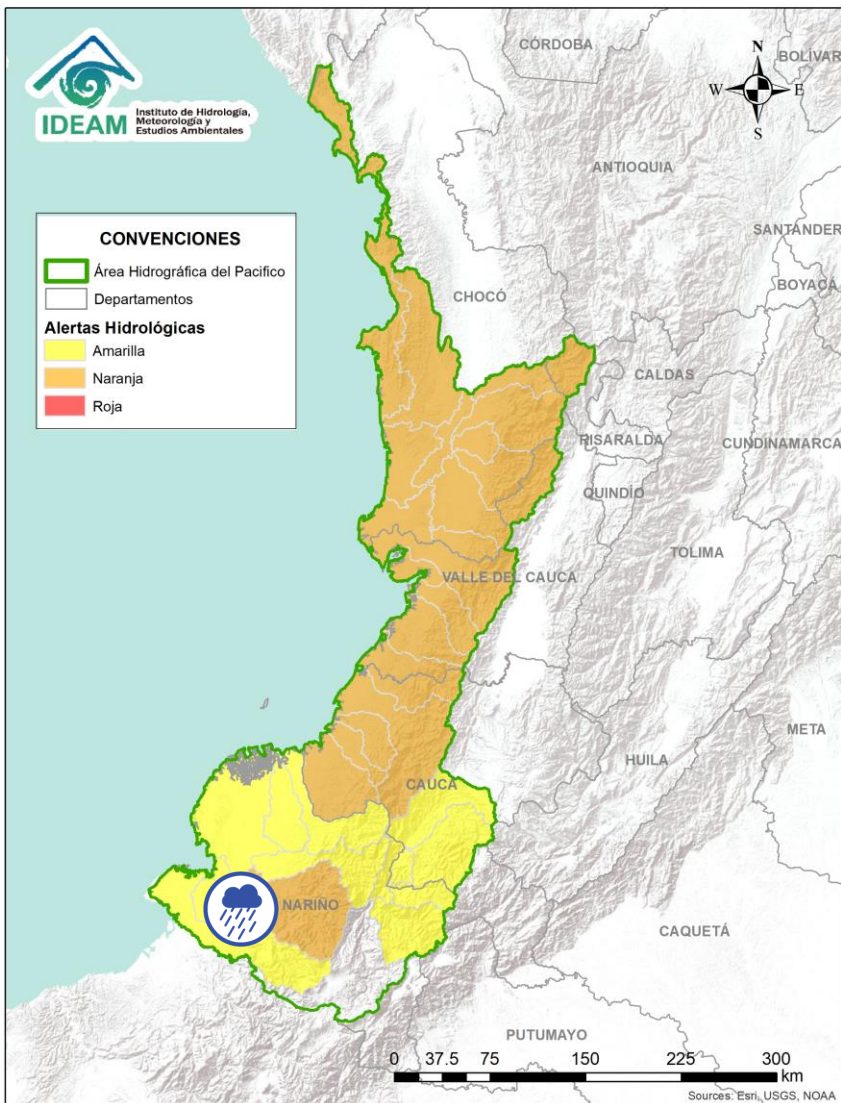 IDEAM
Instituto de Hidrología,
Meteorología y
Estudios Ambientales
CÓRDOBA
BOLÍVAR
N
W
E
S
ANTIOQUIA
SANTANDER
BOYACÁ
CONVENCIONES
Área Hidrográfica del Pacifico
Departamentos
Alertas Hidrológicas
Amarilla
Naranja
Roja
CHOCÓ
CALDAS
RISARALDA
CUNDINAMARCA
QUINDÍO
TOLIMA
VALLE DEL CAUCA
META
HUILA
CAUCA
NARIÑO
CAQUETÁ
PUTUMAYO
0 37.5 75 150 225 300
km
Sources: Esri, USGS, NOAA